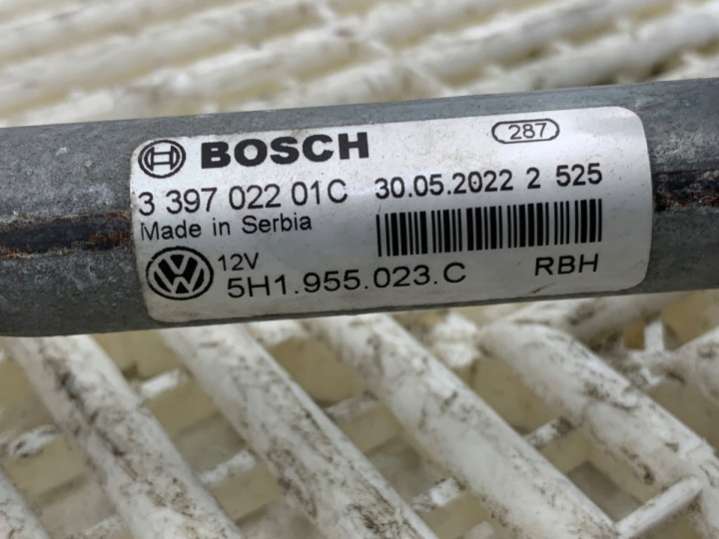 BOSCH 287
3 397 022 01C 30.05.2022 2 525
Made in Serbia
12V
5H1.955.023.C RBH